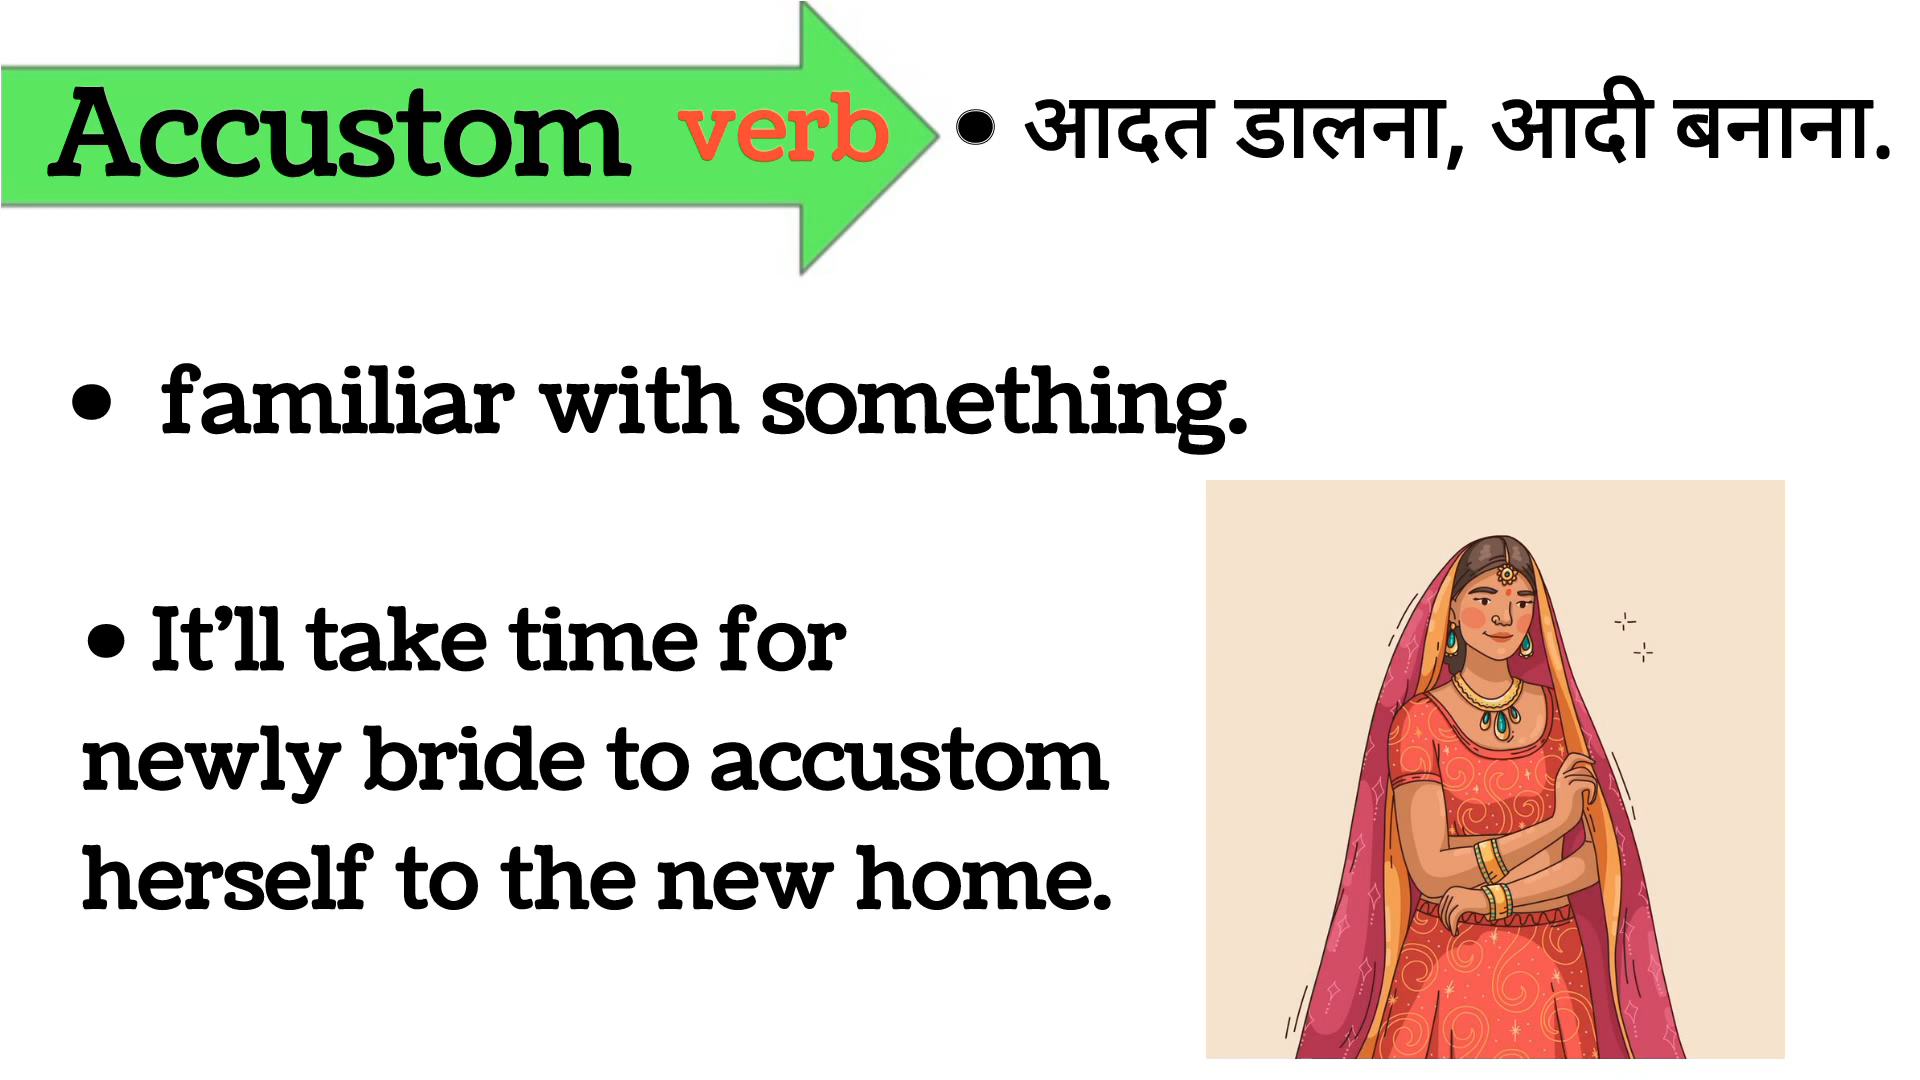 Accustom verb • आदत डालना, आदी बनाना.
• familiar with something.
• It’ll take time for
newly bride to accustom
herself to the new home.